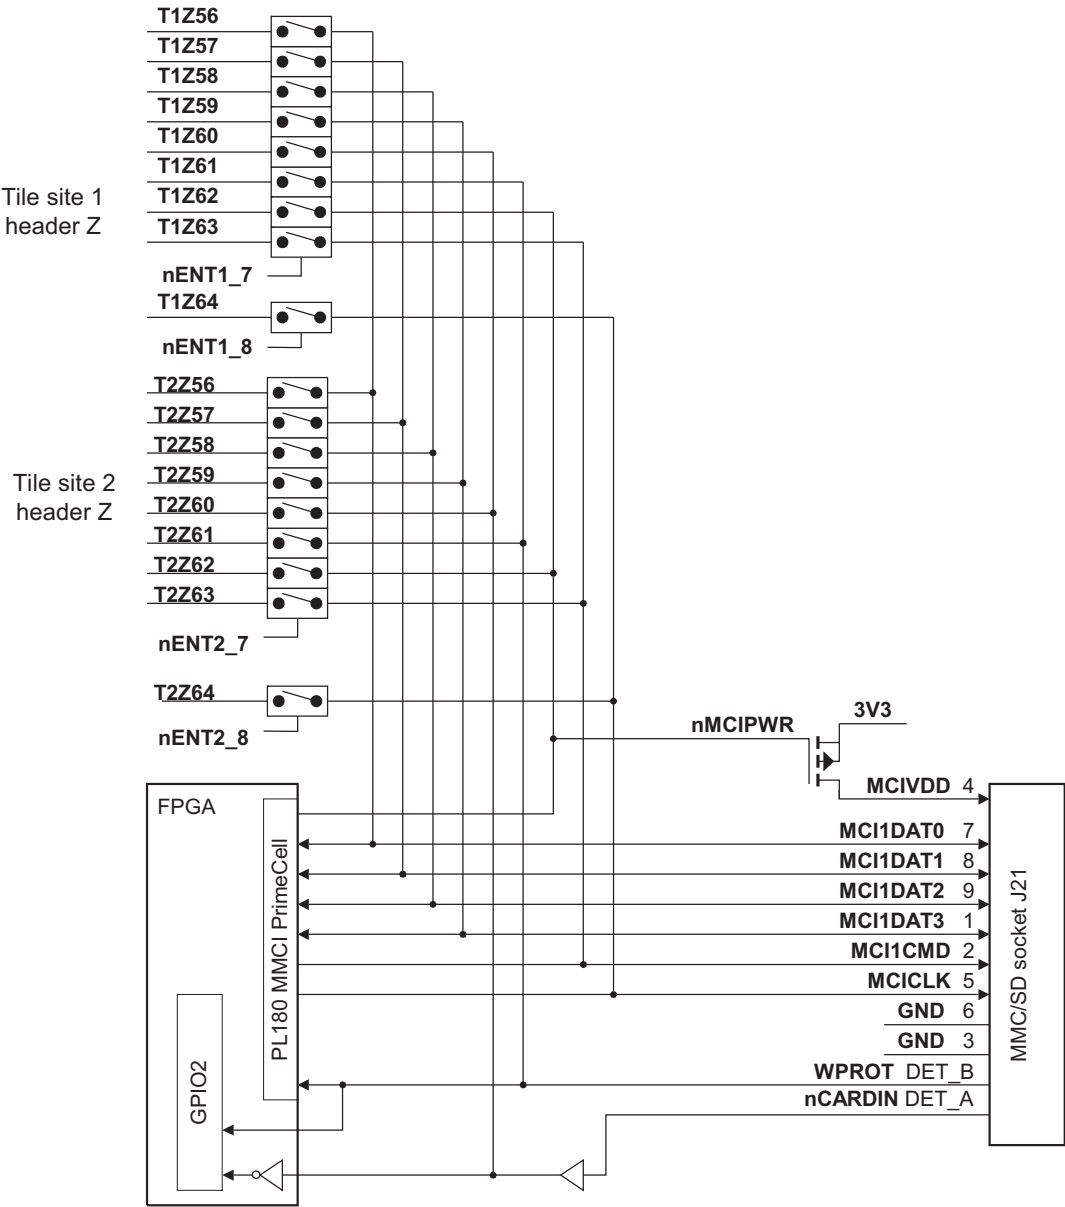 T1Z56
T1Z57
T1Z58
T1Z59
T1Z60
T1Z61
T1Z62
T1Z63
Tile site 1
header Z
nENT1_7
T1Z64
nENT1_8
T2Z56
T2Z57
T2Z58
T2Z59
T2Z60
T2Z61
T2Z62
T2Z63
Tile site 2
header Z
nENT2_7
T2Z64
nENT2_8
nMCIPWR
3V3
FPGA
PL180 MMCI PrimeCell
GPIO2
MCIVDD 4
MCI1DAT0 7
MCI1DAT1 8
MCI1DAT2 9
MCI1DAT3 1
MCI1CMD 2
MCICLK 5
GND 6
GND 3
WPROT DET_B
nCARDIN DET_A
MMC/SD socket J21